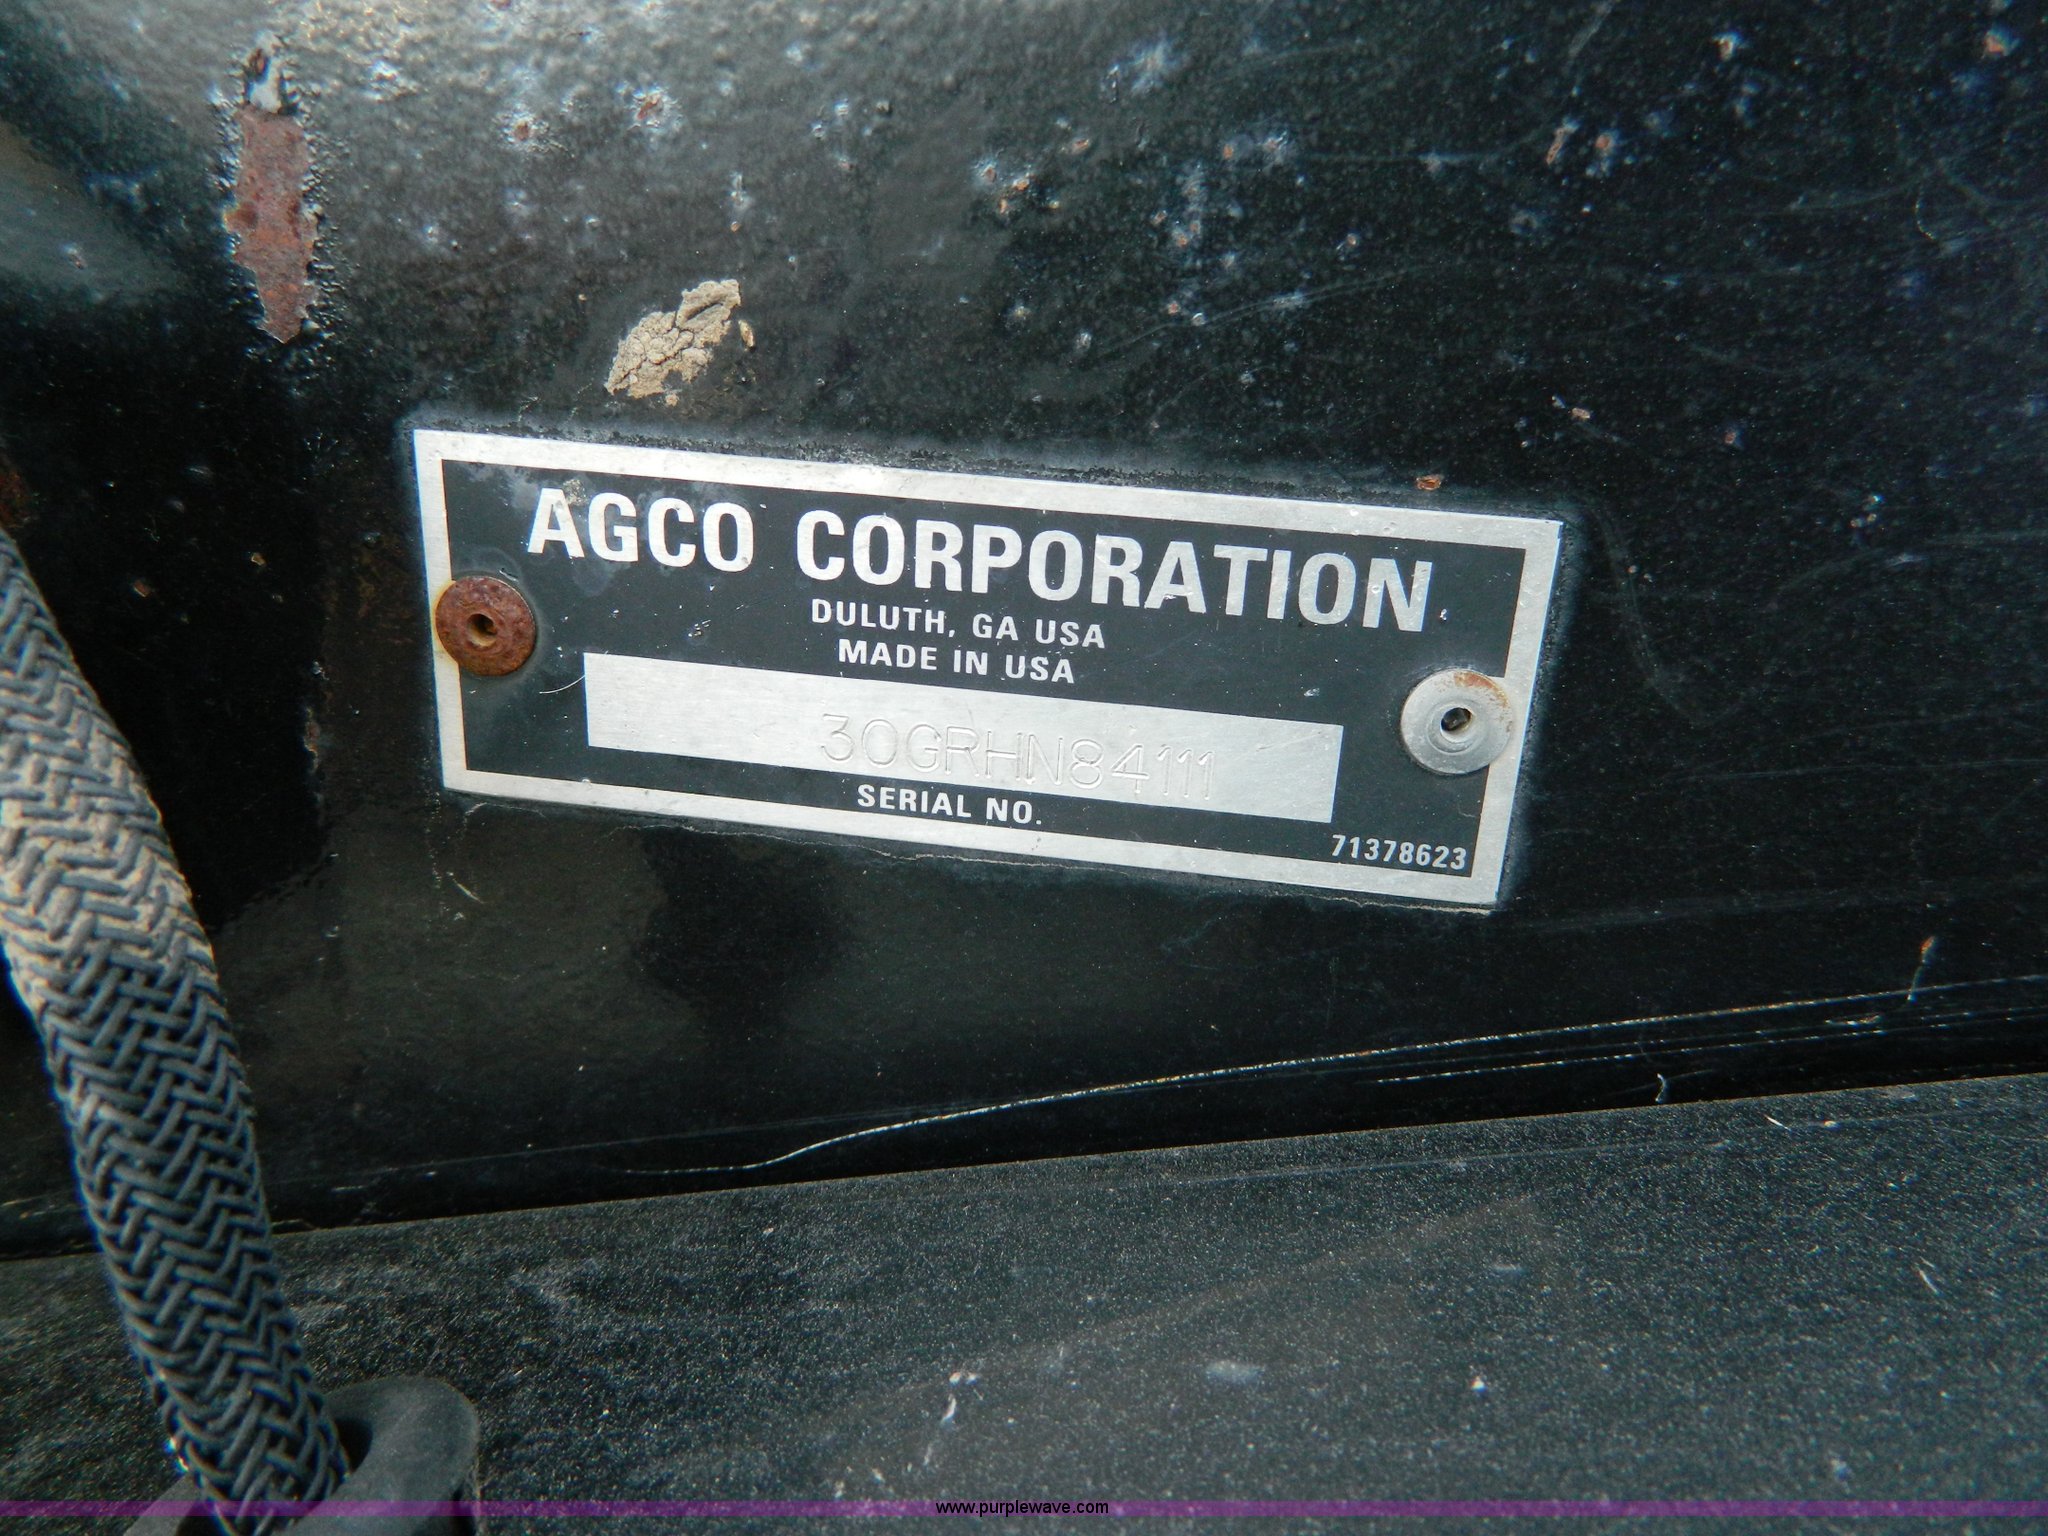 AGCO CORPORATION
DULUTH, GA USA
MADE IN USA
30GRHN84111
SERIAL NO.
71378623
www.purplewave.com